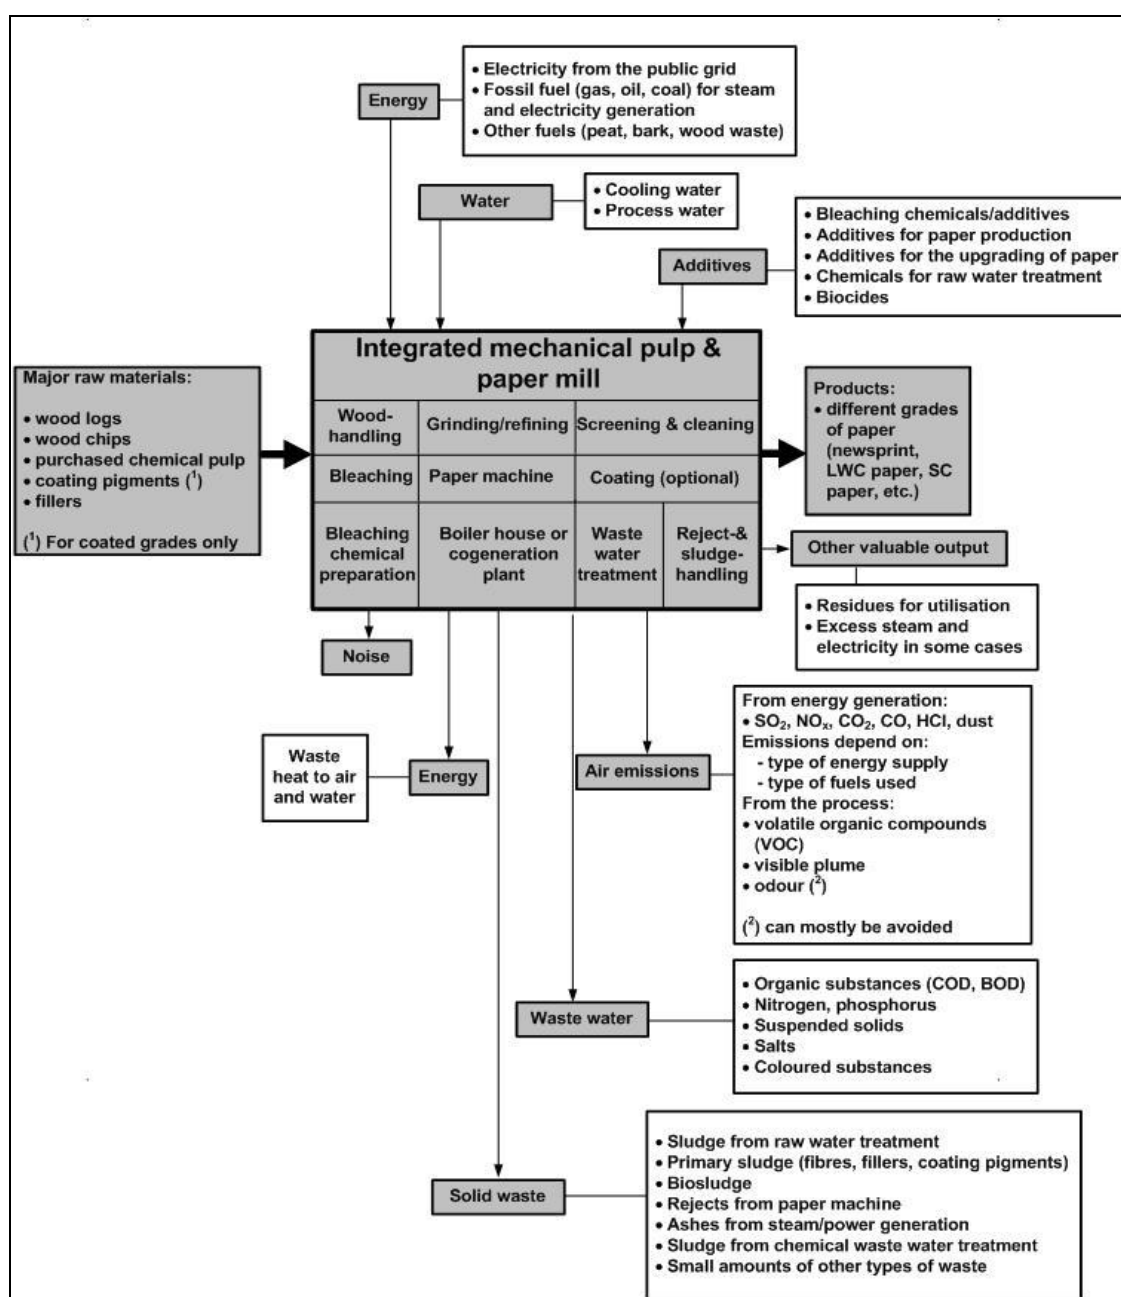 Energy
• Electricity from the public grid
• Fossil fuel (gas, oil, coal) for steam
and electricity generation
• Other fuels (peat, bark, wood waste)
Water
• Cooling water
• Process water
Additives
• Bleaching chemicals/additives
• Additives for paper production
• Additives for the upgrading of paper
• Chemicals for raw water treatment
• Biocides
Major raw materials:
• wood logs
• wood chips
• purchased chemical pulp
• coating pigments (¹)
• fillers
(¹) For coated grades only
Integrated mechanical pulp &
paper mill
Wood-
handling
Grinding/refining
Screening & cleaning
Bleaching
Paper machine
Coating (optional)
Bleaching
chemical
preparation
Boiler house or
cogeneration
plant
Waste
water
treatment
Reject-&
sludge-
handling
Products:
• different grades
of paper
(newsprint,
LWC paper, SC
paper, etc.)
Other valuable output
• Residues for utilisation
• Excess steam and
electricity in some cases
Noise
Waste
heat to air
and water
Energy
Air emissions
From energy generation:
• SO₂, NOₓ, CO₂, CO, HCl, dust
Emissions depend on:
- type of energy supply
- type of fuels used
From the process:
• volatile organic compounds
(VOC)
• visible plume
• odour (²)
(²) can mostly be avoided
Waste water
• Organic substances (COD, BOD)
• Nitrogen, phosphorus
• Suspended solids
• Salts
• Coloured substances
Solid waste
• Sludge from raw water treatment
• Primary sludge (fibres, fillers, coating pigments)
• Biosludge
• Rejects from paper machine
• Ashes from steam/power generation
• Sludge from chemical waste water treatment
• Small amounts of other types of waste